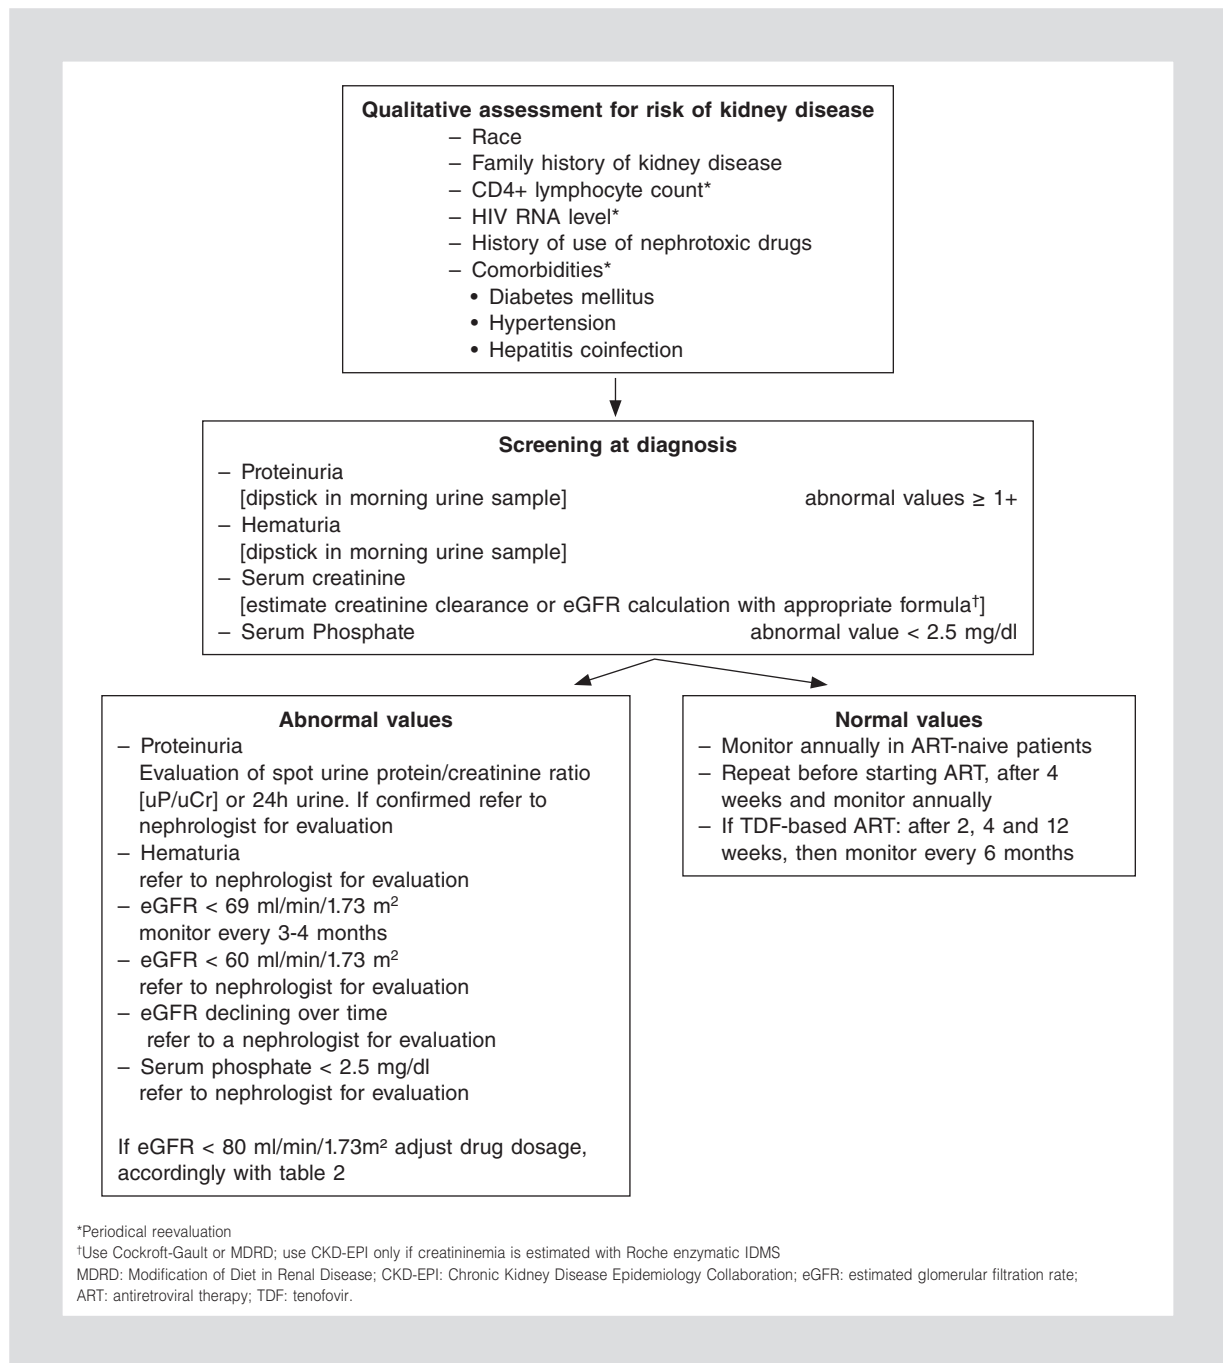 Qualitative assessment for risk of kidney disease
– Race
– Family history of kidney disease
– CD4+ lymphocyte count*
– HIV RNA level*
– History of use of nephrotoxic drugs
– Comorbidities*
• Diabetes mellitus
• Hypertension
• Hepatitis coinfection
Screening at diagnosis
– Proteinuria
[dipstick in morning urine sample] abnormal values ≥ 1+
– Hematuria
[dipstick in morning urine sample]
– Serum creatinine
[estimate creatinine clearance or eGFR calculation with appropriate formula†]
– Serum Phosphate abnormal value < 2.5 mg/dl
Abnormal values
– Proteinuria
Evaluation of spot urine protein/creatinine ratio
[uP/uCr] or 24h urine. If confirmed refer to
nephrologist for evaluation
– Hematuria
refer to nephrologist for evaluation
– eGFR < 69 ml/min/1.73 m²
monitor every 3-4 months
– eGFR < 60 ml/min/1.73 m²
refer to nephrologist for evaluation
– eGFR declining over time
refer to a nephrologist for evaluation
– Serum phosphate < 2.5 mg/dl
refer to nephrologist for evaluation
If eGFR < 80 ml/min/1.73m² adjust drug dosage,
accordingly with table 2
Normal values
– Monitor annually in ART-naive patients
– Repeat before starting ART, after 4
weeks and monitor annually
– If TDF-based ART: after 2, 4 and 12
weeks, then monitor every 6 months
*Periodical reevaluation
†Use Cockroft-Gault or MDRD; use CKD-EPI only if creatininemia is estimated with Roche enzymatic IDMS
MDRD: Modification of Diet in Renal Disease; CKD-EPI: Chronic Kidney Disease Epidemiology Collaboration; eGFR: estimated glomerular filtration rate;
ART: antiretroviral therapy; TDF: tenofovir.